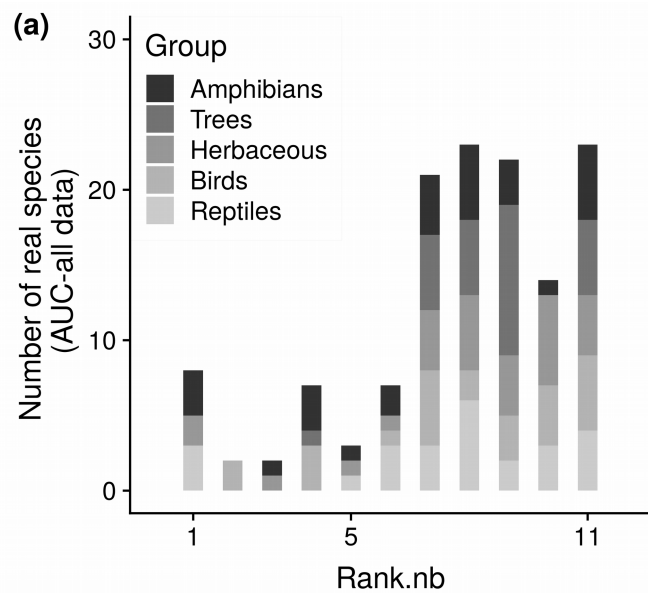 (a)
Group
Amphibians
Trees
Herbaceous
Birds
Reptiles
Number of real species
(AUC-all data)
30
20
10
0
1
5
11
Rank.nb